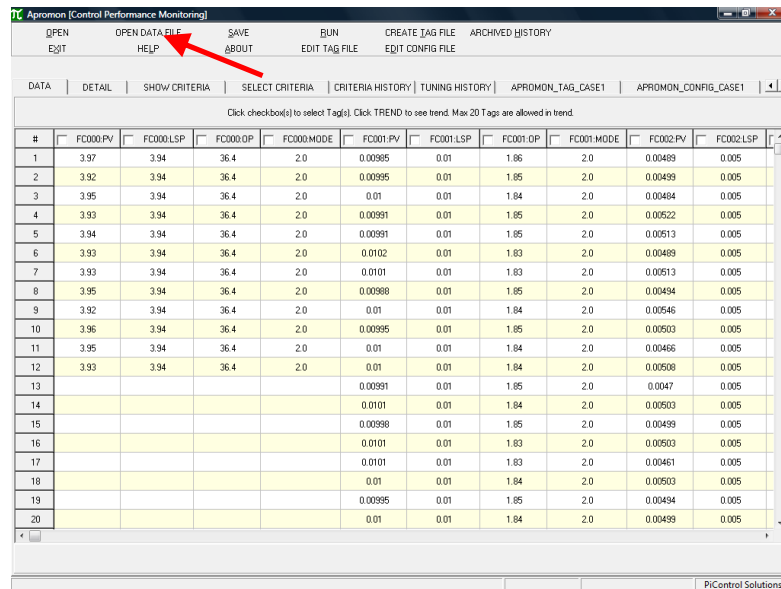 Apromon [Control Performance Monitoring]
OPEN OPEN DATA FILE SAVE RUN CREATE TAG FILE ARCHIVED HISTORY
EXIT HELP ABOUT EDIT TAG FILE EDIT CONFIG FILE
DATA DETAIL SHOW CRITERIA SELECT CRITERIA CRITERIA HISTORY TUNING HISTORY APROMON_TAG_CASE1 APROMON_CONFIG_CASE1
Click checkbox(s) to select Tag(s). Click TREND to see trend. Max 20 Tags are allowed in trend.
# FC000:PV FC000:LSP FC000:OP FC000:MODE FC001:PV FC001:LSP FC001:OP FC001:MODE FC002:PV FC002:LSP
1 3.97 3.94 36.4 2.0 0.00985 0.01 1.86 2.0 0.00489 0.005
2 3.92 3.94 36.4 2.0 0.00995 0.01 1.85 2.0 0.00499 0.005
3 3.95 3.94 36.4 2.0 0.01 0.01 1.84 2.0 0.00484 0.005
4 3.93 3.94 36.4 2.0 0.00991 0.01 1.85 2.0 0.00522 0.005
5 3.94 3.94 36.4 2.0 0.00991 0.01 1.85 2.0 0.00513 0.005
6 3.93 3.94 36.4 2.0 0.0102 0.01 1.83 2.0 0.00489 0.005
7 3.93 3.94 36.4 2.0 0.0101 0.01 1.83 2.0 0.00513 0.005
8 3.95 3.94 36.4 2.0 0.00988 0.01 1.85 2.0 0.00494 0.005
9 3.92 3.94 36.4 2.0 0.01 0.01 1.84 2.0 0.00546 0.005
10 3.96 3.94 36.4 2.0 0.00995 0.01 1.85 2.0 0.00503 0.005
11 3.95 3.94 36.4 2.0 0.01 0.01 1.84 2.0 0.00466 0.005
12 3.93 3.94 36.4 2.0 0.01 0.01 1.84 2.0 0.00508 0.005
13 0.00991 0.01 1.85 2.0 0.0047 0.005
14 0.0101 0.01 1.84 2.0 0.00503 0.005
15 0.00998 0.01 1.85 2.0 0.00499 0.005
16 0.0101 0.01 1.83 2.0 0.00503 0.005
17 0.0101 0.01 1.83 2.0 0.00461 0.005
18 0.01 0.01 1.84 2.0 0.00503 0.005
19 0.00995 0.01 1.85 2.0 0.00494 0.005
20 0.01 0.01 1.84 2.0 0.00499 0.005
PiControl Solutions